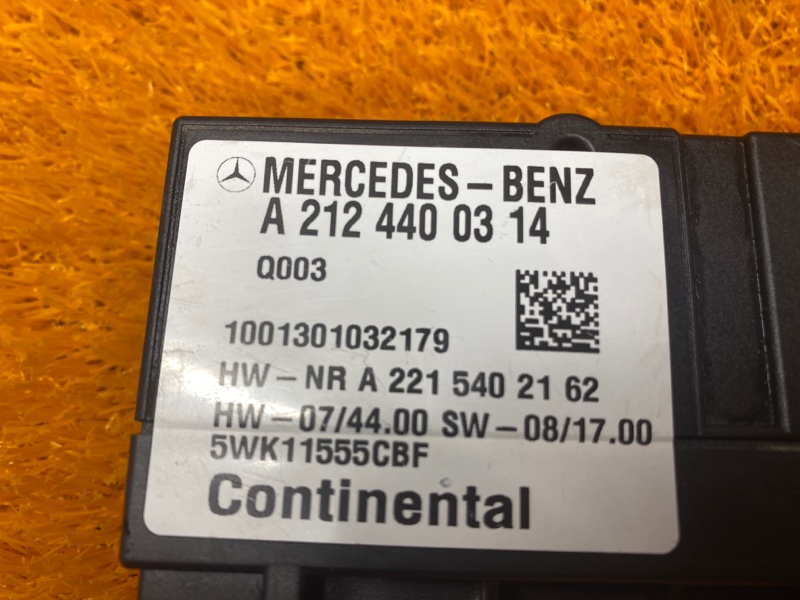 MERCEDES-BENZ
A 212 440 03 14
Q003
1001301032179
HW-NR A 221 540 21 62
HW-07/44.00 SW-08/17.00
5WK11555CBF
Continental